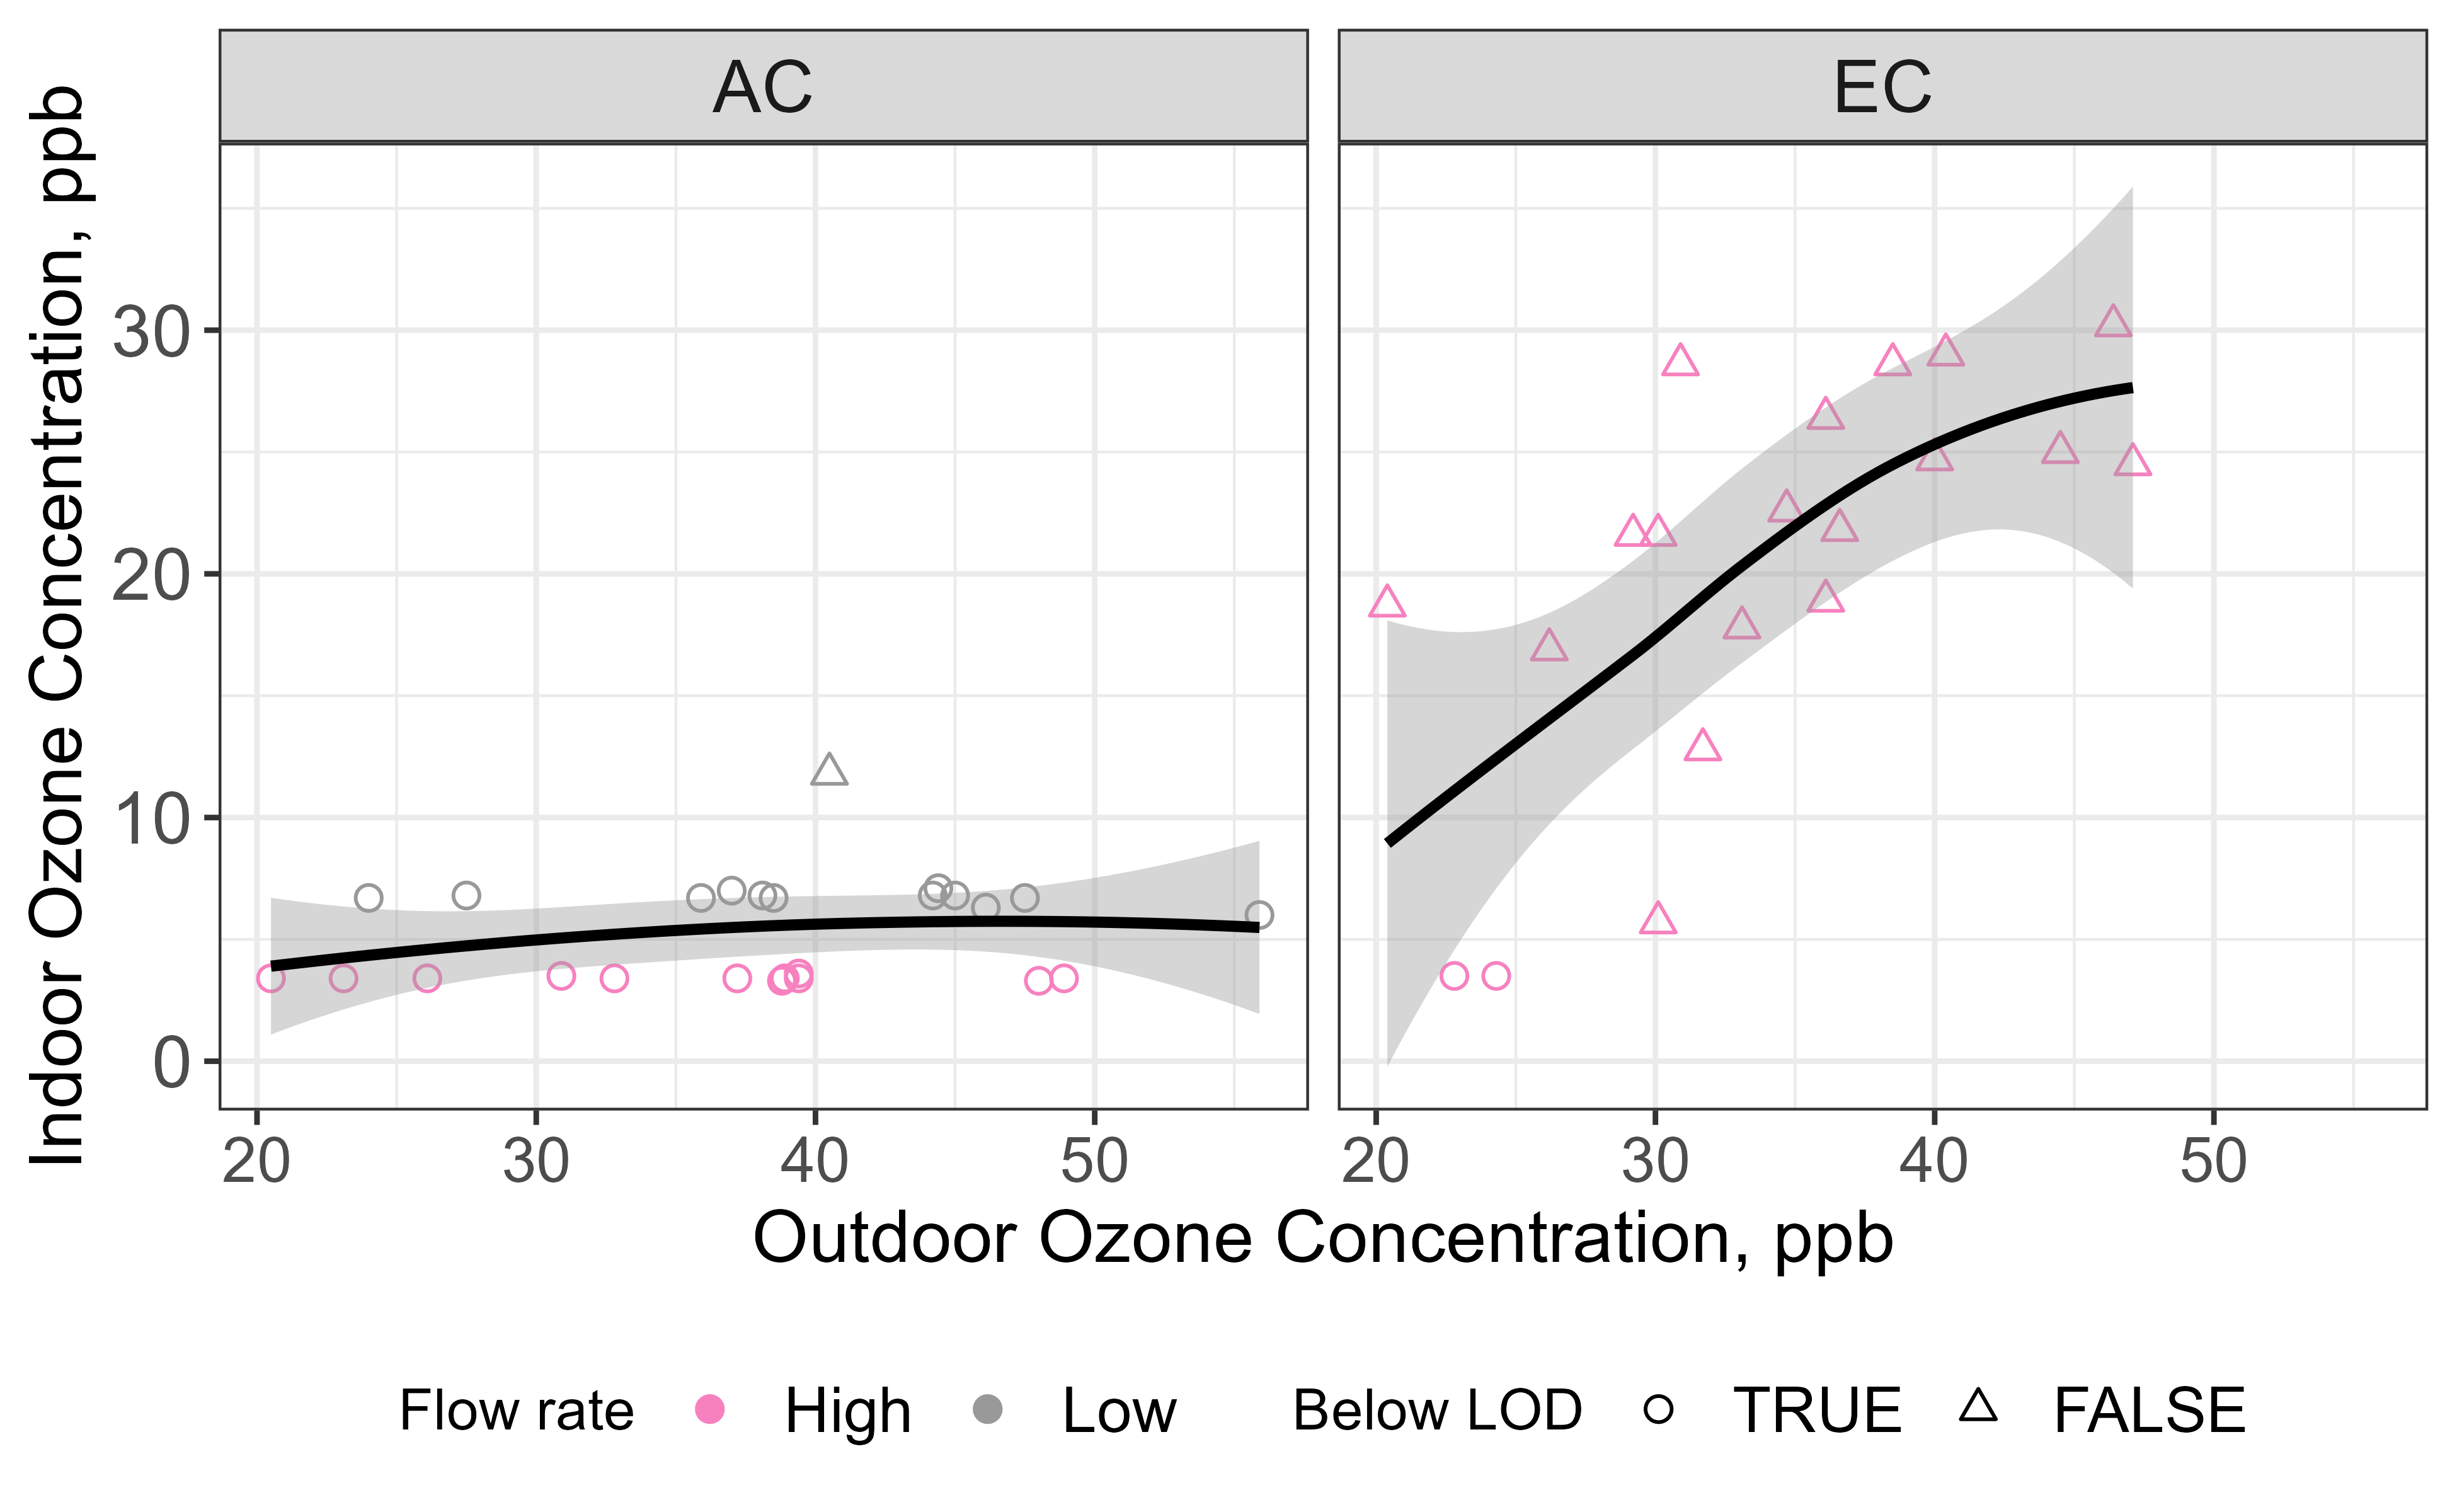 AC
EC
Indoor Ozone Concentration, ppb
30
20
10
0
20 30 40 50
20 30 40 50
Outdoor Ozone Concentration, ppb
Flow rate High Low Below LOD TRUE FALSE